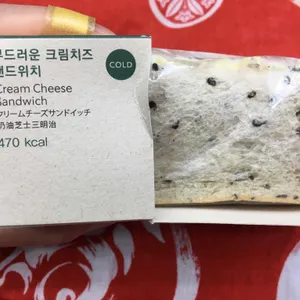 부드러운 크림치즈
샌드위치
COLD
Cream Cheese
Sandwich
クリームチーズサンドイッチ
奶油芝士三明治
470 kcal